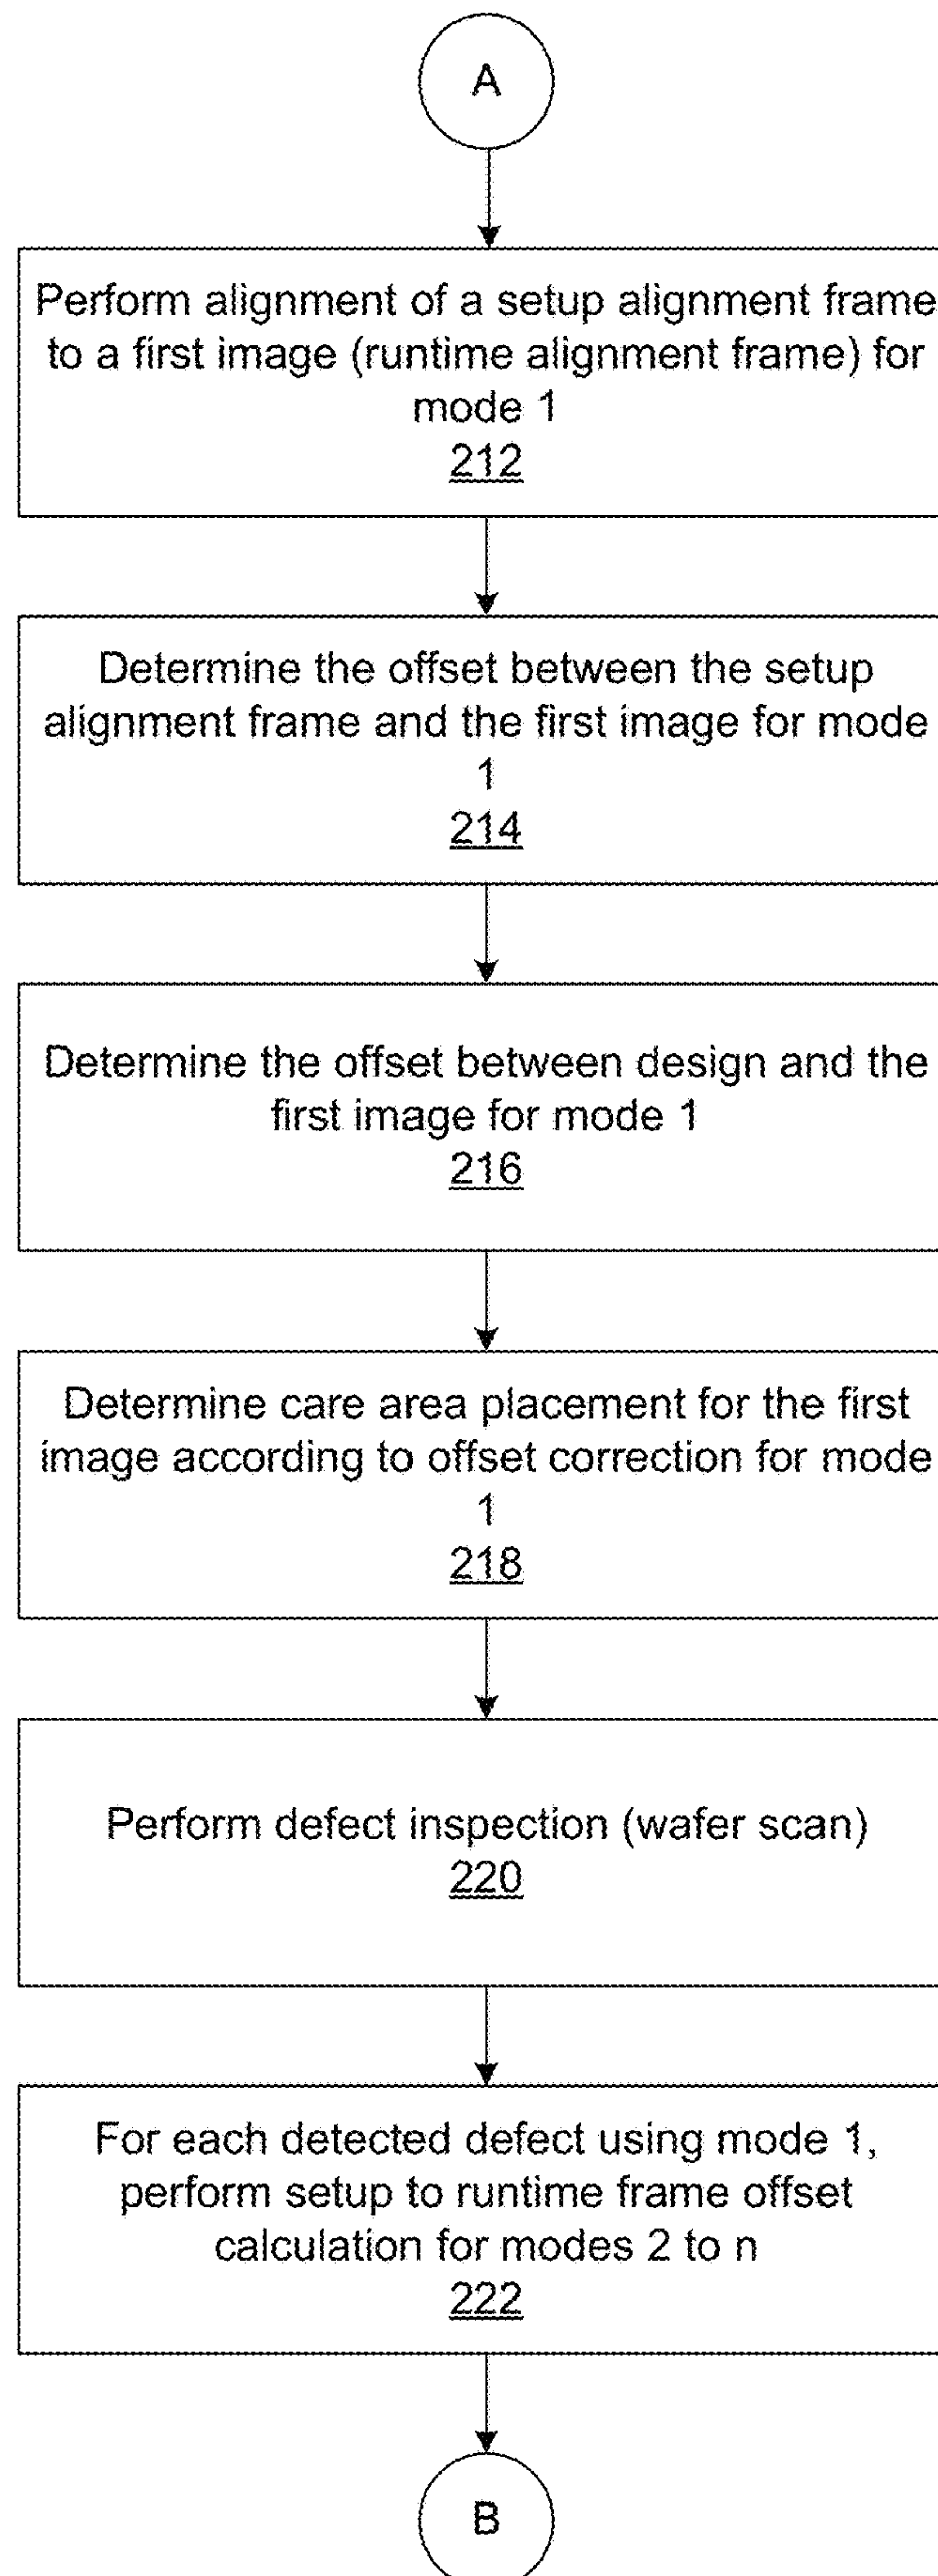 A
Perform alignment of a setup alignment frame
to a first image (runtime alignment frame) for
mode 1
212
Determine the offset between the setup
alignment frame and the first image for mode
1
214
Determine the offset between design and the
first image for mode 1
216
Determine care area placement for the first
image according to offset correction for mode
1
218
Perform defect inspection (wafer scan)
220
For each detected defect using mode 1,
perform setup to runtime frame offset
calculation for modes 2 to n
222
B